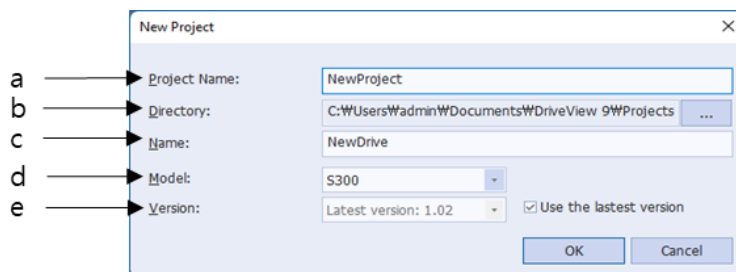 New Project
a Project Name: NewProject
b Directory: C:₩Users₩admin₩Documents₩DriveView 9₩Projects ...
c Name: NewDrive
d Model: S300
e Version: Latest version: 1.02 Use the lastest version
OK Cancel